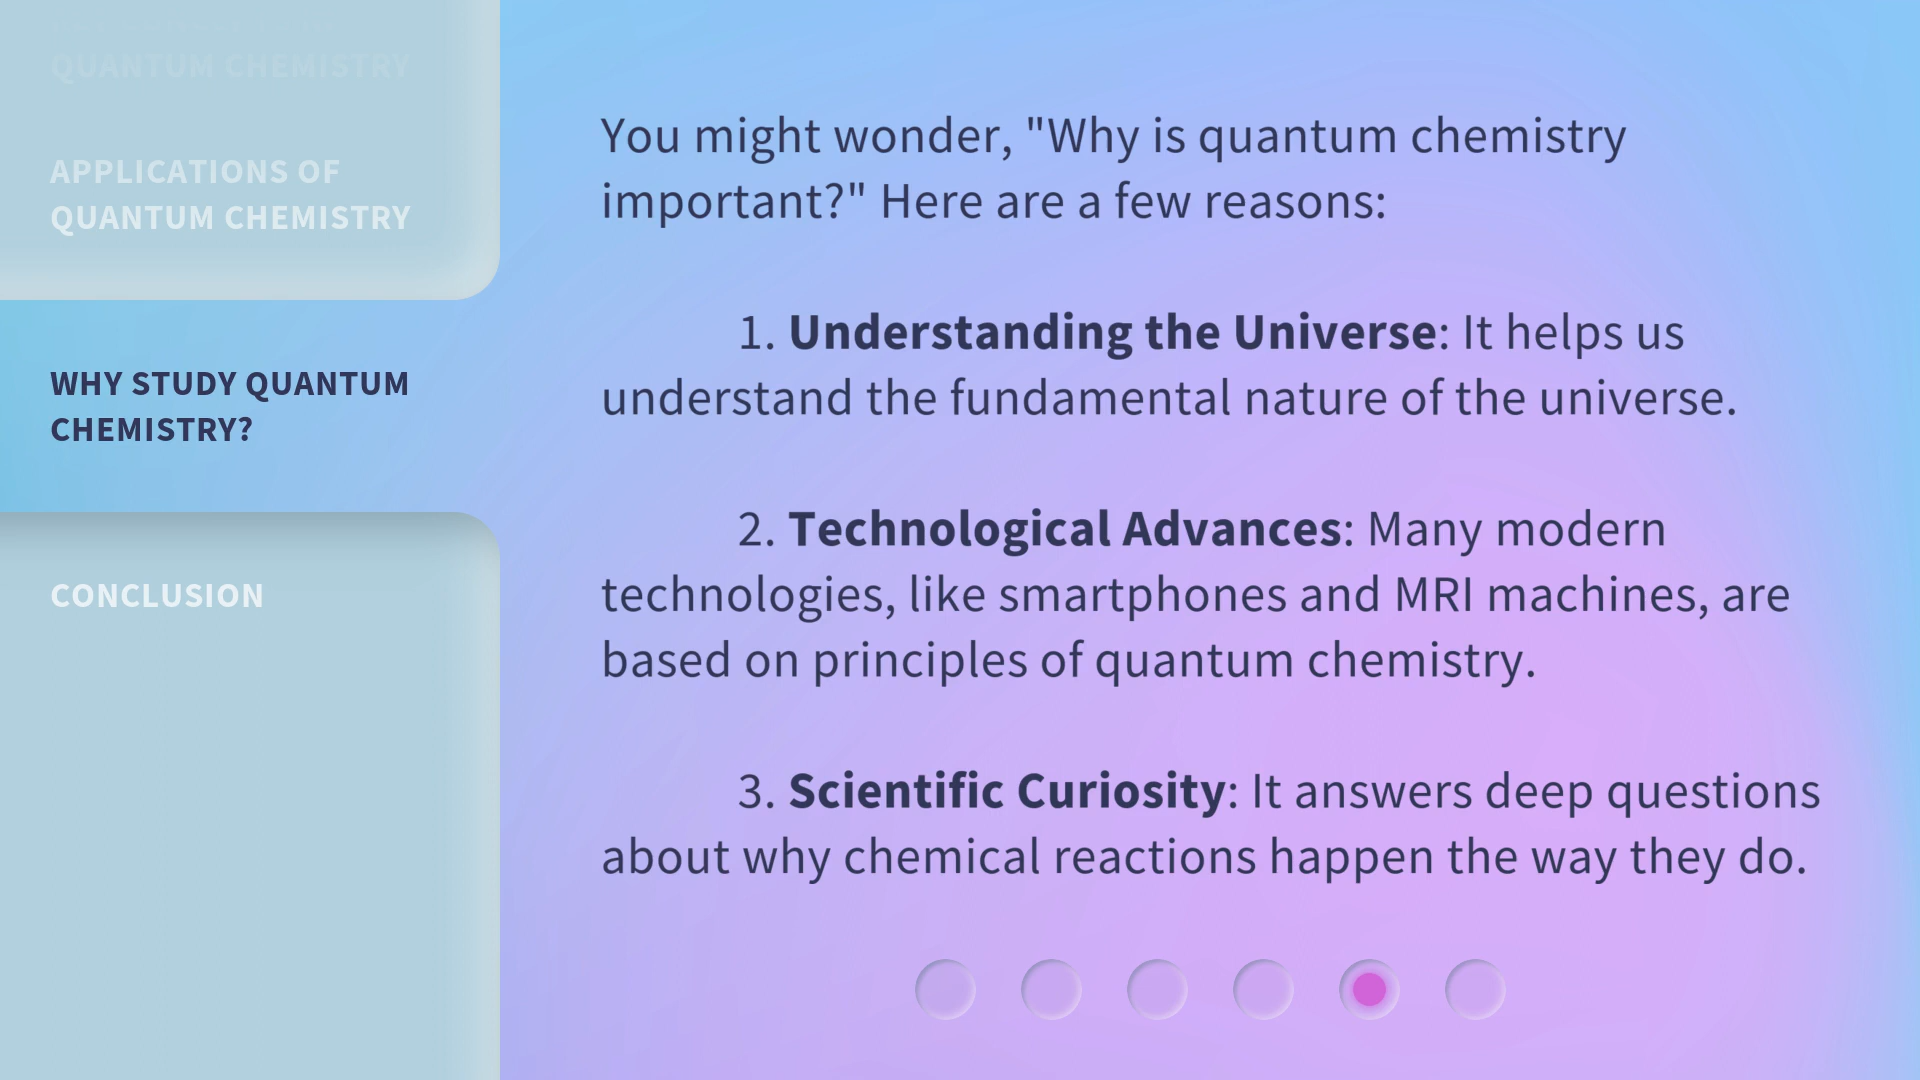 QUANTUM CHEMISTRY
APPLICATIONS OF
QUANTUM CHEMISTRY
WHY STUDY QUANTUM
CHEMISTRY?
CONCLUSION
You might wonder, "Why is quantum chemistry
important?" Here are a few reasons:
1. Understanding the Universe: It helps us
understand the fundamental nature of the universe.
2. Technological Advances: Many modern
technologies, like smartphones and MRI machines, are
based on principles of quantum chemistry.
3. Scientific Curiosity: It answers deep questions
about why chemical reactions happen the way they do.